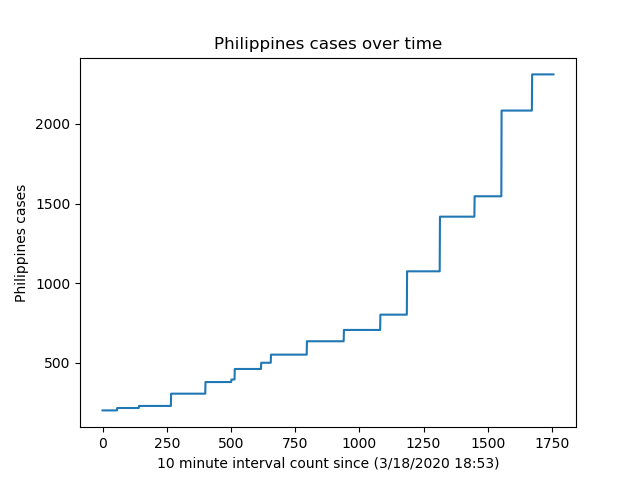 Philippines cases over time
2000
1500
1000
500
Philippines cases
0 250 500 750 1000 1250 1500 1750
10 minute interval count since (3/18/2020 18:53)